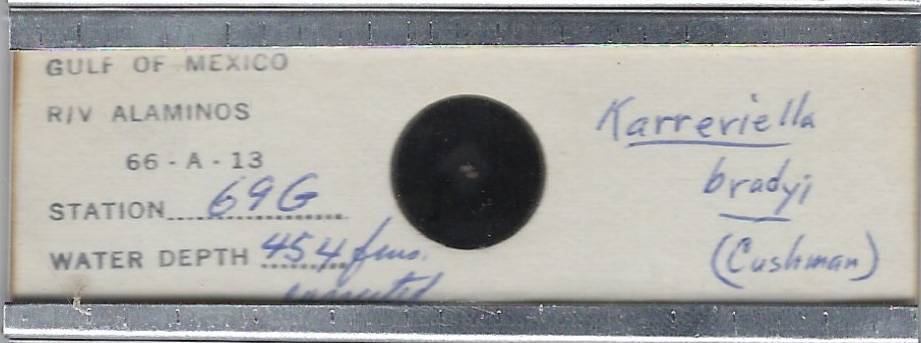 GULF OF MEXICO
R/V ALAMINOS
66 - A - 13
STATION 69G
WATER DEPTH 454 fms.
Karreriella
bradyi
(Cushman)